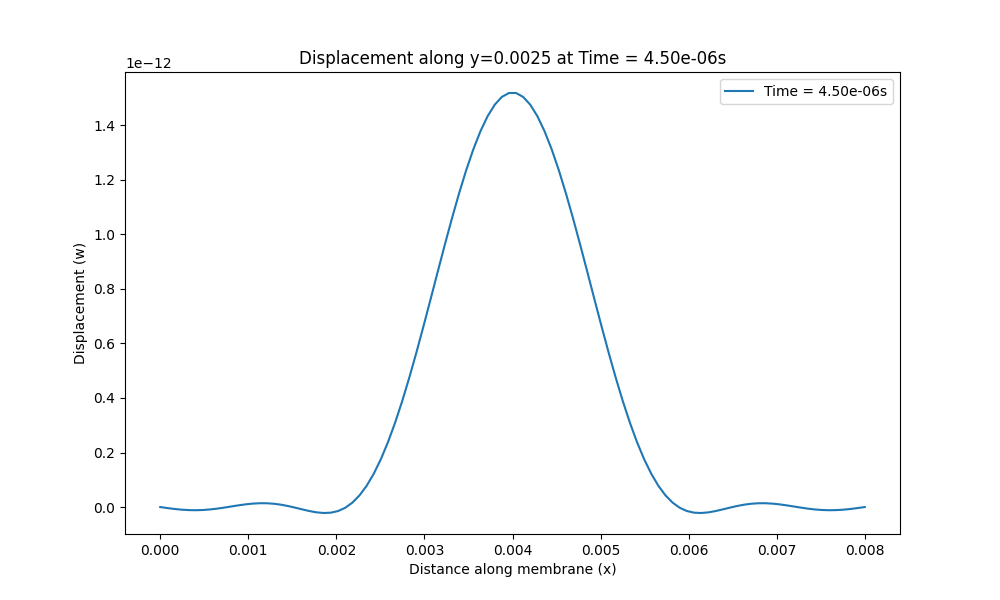 Displacement along y=0.0025 at Time = 4.50e-06s
1e−12
Time = 4.50e-06s
1.4
1.2
1.0
0.8
0.6
0.4
0.2
0.0
Displacement (w)
0.000 0.001 0.002 0.003 0.004 0.005 0.006 0.007 0.008
Distance along membrane (x)